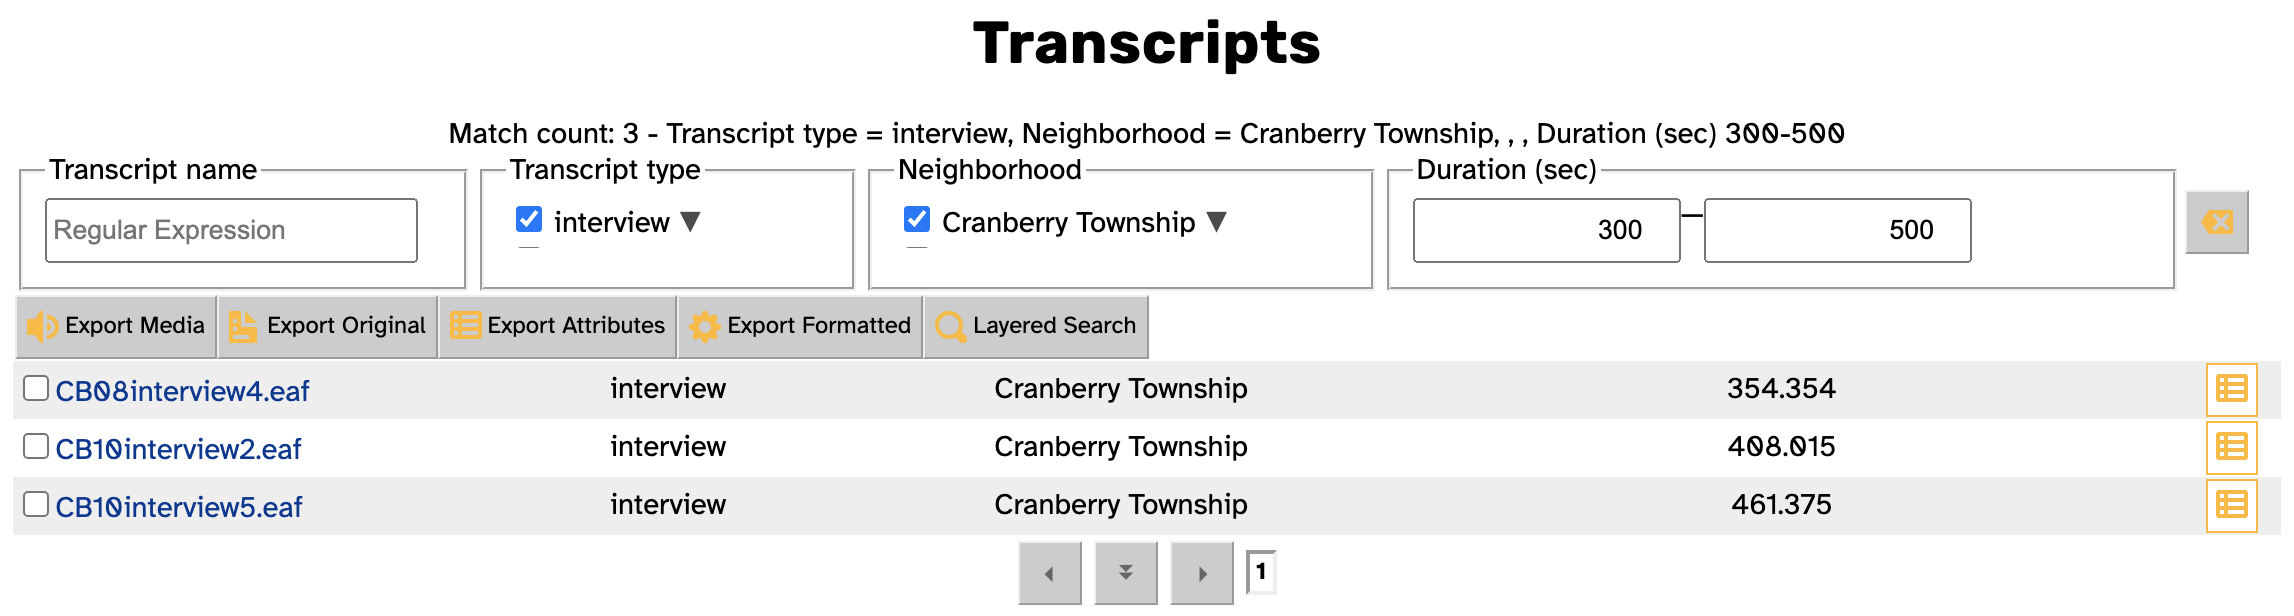 Transcripts
Match count: 3 - Transcript type = interview, Neighborhood = Cranberry Township, , , Duration (sec) 300-500
Transcript name Transcript type Neighborhood Duration (sec)
Regular Expression interview ▼ Cranberry Township ▼ 300 – 500
Export Media Export Original Export Attributes Export Formatted Layered Search
CB08interview4.eaf interview Cranberry Township 354.354
CB10interview2.eaf interview Cranberry Township 408.015
CB10interview5.eaf interview Cranberry Township 461.375
1